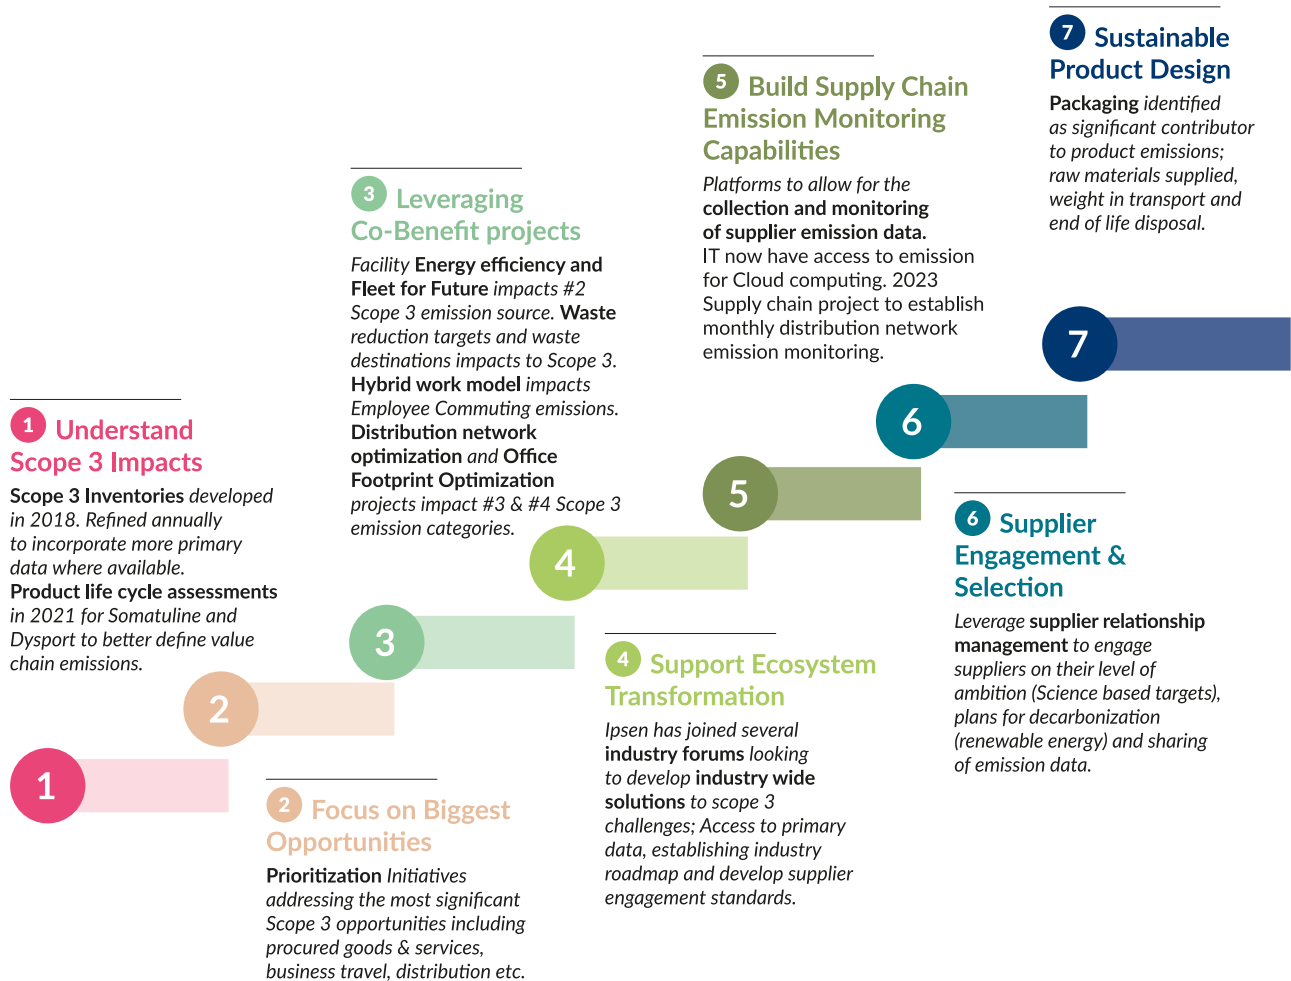 1 Understand
Scope 3 Impacts
Scope 3 Inventories developed
in 2018. Refined annually
to incorporate more primary
data where available.
Product life cycle assessments
in 2021 for Somatuline and
Dysport to better define value
chain emissions.
1
2
2 Focus on Biggest
Opportunities
Prioritization Initiatives
addressing the most significant
Scope 3 opportunities including
procured goods & services,
business travel, distribution etc.
3 Leveraging
Co-Benefit projects
Facility Energy efficiency and
Fleet for Future impacts #2
Scope 3 emission source. Waste
reduction targets and waste
destinations impacts to Scope 3.
Hybrid work model impacts
Employee Commuting emissions.
Distribution network
optimization and Office
Footprint Optimization
projects impact #3 & #4 Scope 3
emission categories.
3
4
4 Support Ecosystem
Transformation
Ipsen has joined several
industry forums looking
to develop industry wide
solutions to scope 3
challenges; Access to primary
data, establishing industry
roadmap and develop supplier
engagement standards.
5 Build Supply Chain
Emission Monitoring
Capabilities
Platforms to allow for the
collection and monitoring
of supplier emission data.
IT now have access to emission
for Cloud computing. 2023
Supply chain project to establish
monthly distribution network
emission monitoring.
5
6
6 Supplier
Engagement &
Selection
Leverage supplier relationship
management to engage
suppliers on their level of
ambition (Science based targets),
plans for decarbonization
(renewable energy) and sharing
of emission data.
7 Sustainable
Product Design
Packaging identified
as significant contributor
to product emissions;
raw materials supplied,
weight in transport and
end of life disposal.
7